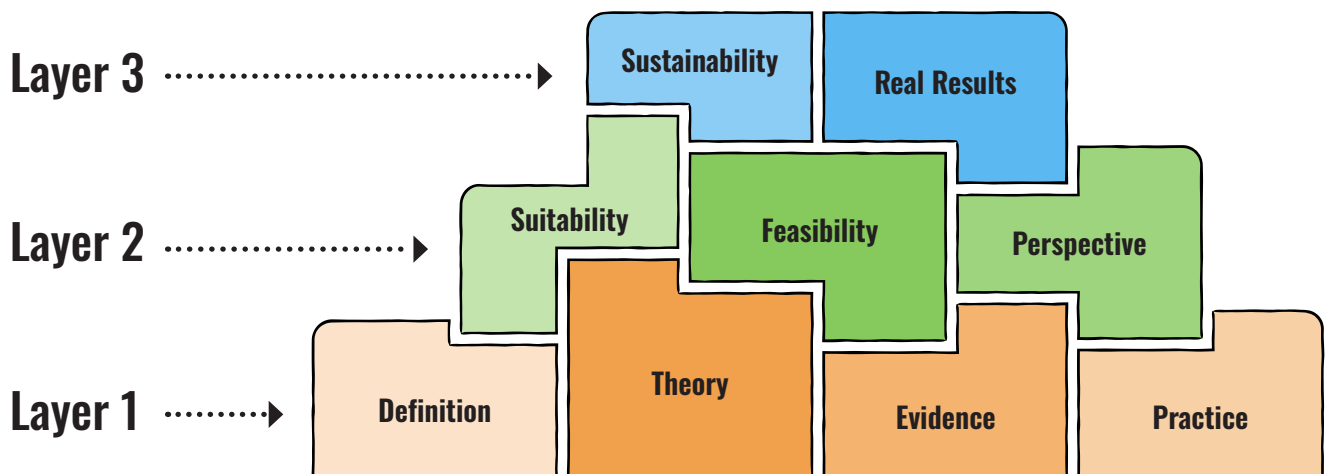 Layer 3
Sustainability
Real Results
Layer 2
Suitability
Feasibility
Perspective
Layer 1
Definition
Theory
Evidence
Practice